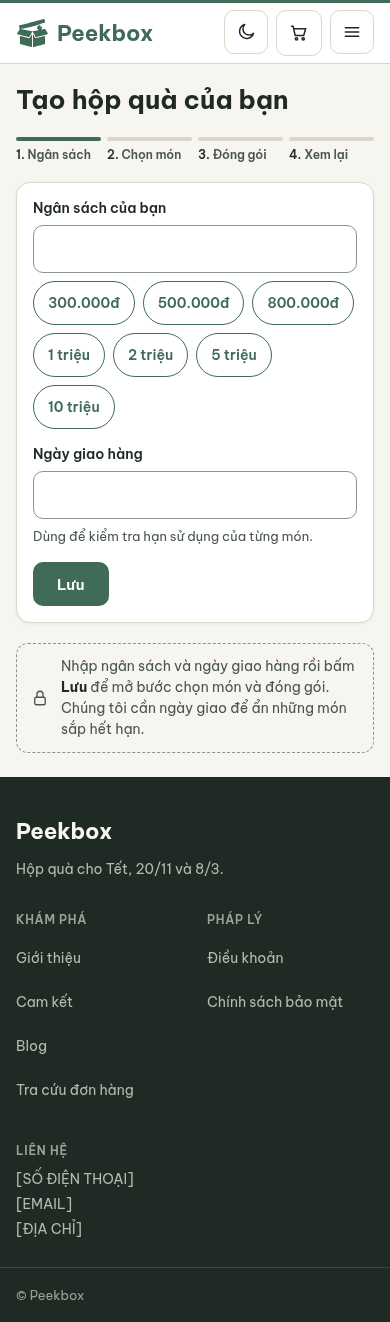 Peekbox
Tạo hộp quà của bạn
1. Ngân sách
2. Chọn món
3. Đóng gói
4. Xem lại
Ngân sách của bạn
300.000đ
500.000đ
800.000đ
1 triệu
2 triệu
5 triệu
10 triệu
Ngày giao hàng
Dùng để kiểm tra hạn sử dụng của từng món.
Lưu
Nhập ngân sách và ngày giao hàng rồi bấm
Lưu để mở bước chọn món và đóng gói.
Chúng tôi cần ngày giao để ẩn những món
sắp hết hạn.
Peekbox
Hộp quà cho Tết, 20/11 và 8/3.
KHÁM PHÁ
Giới thiệu
Cam kết
Blog
Tra cứu đơn hàng
PHÁP LÝ
Điều khoản
Chính sách bảo mật
LIÊN HỆ
[SỐ ĐIỆN THOẠI]
[EMAIL]
[ĐỊA CHỈ]
© Peekbox